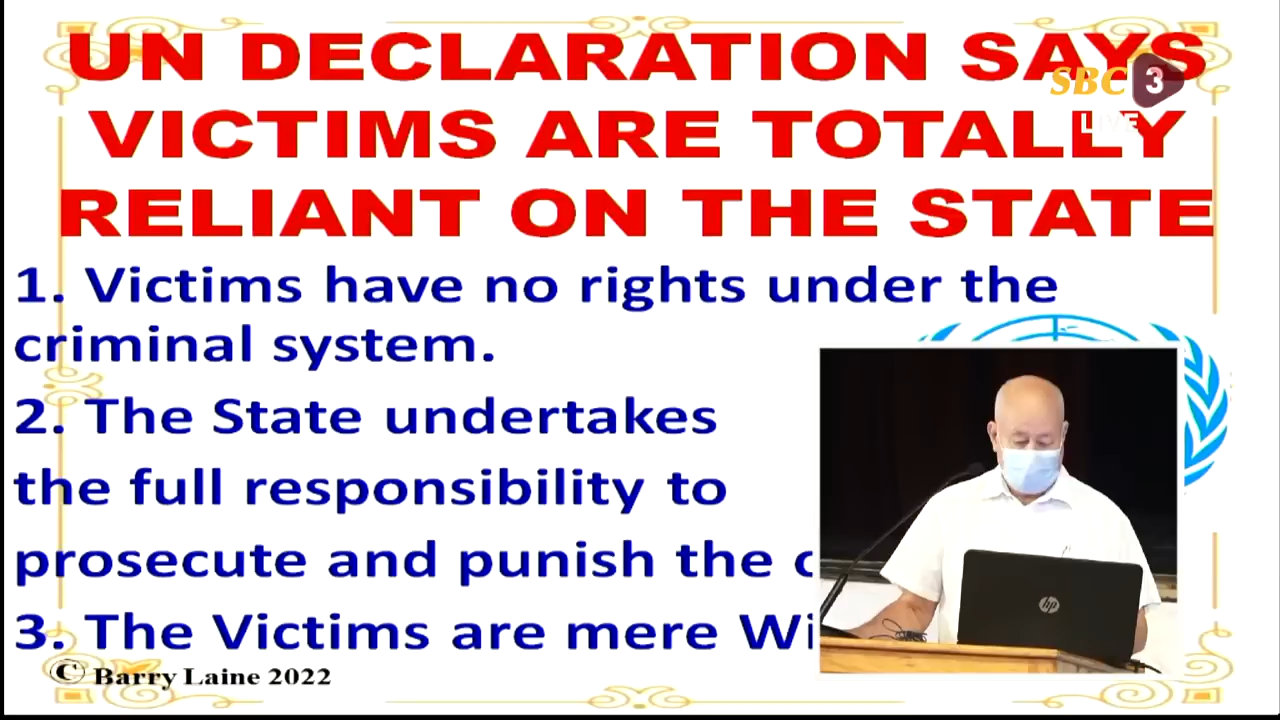 UN DECLARATION SAYS
VICTIMS ARE TOTALLY
RELIANT ON THE STATE
SBC 3
LIVE
1. Victims have no rights under the
criminal system.
2. The State undertakes
the full responsibility to
prosecute and punish the
3. The Victims are mere
© Barry Laine 2022
hp